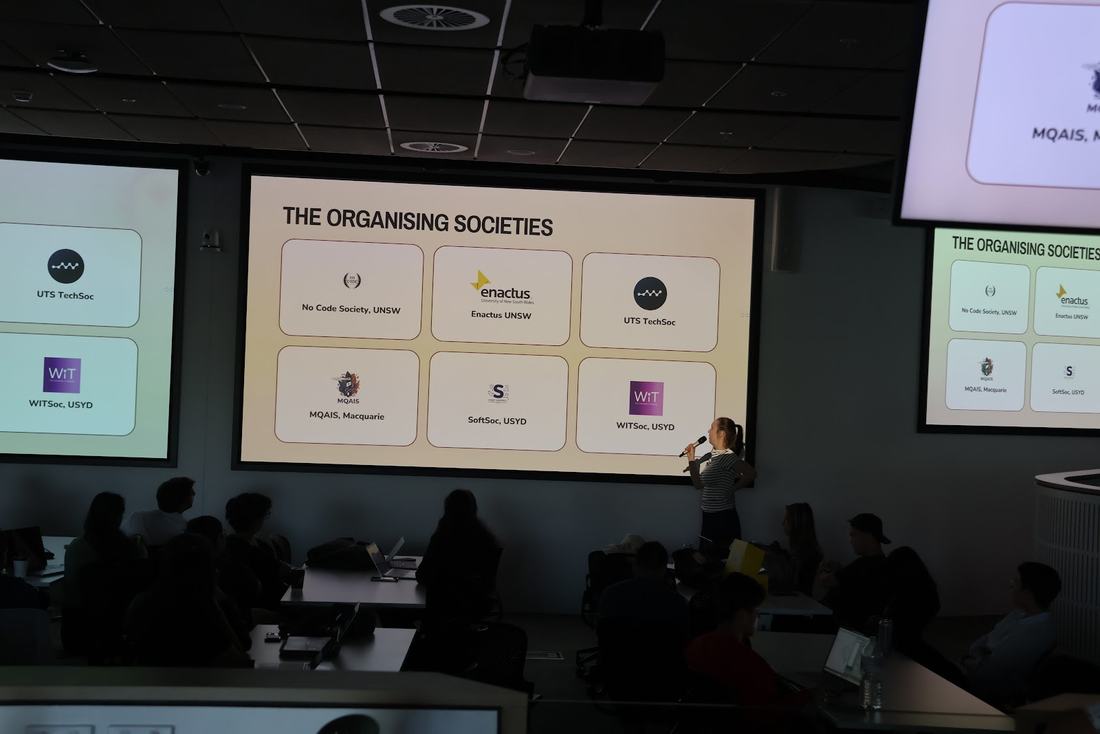 UTS TechSoc
WiT
WITSoc, USYD
THE ORGANISING SOCIETIES
No Code Society, UNSW
enactus
University of New South Wales
Enactus UNSW
UTS TechSoc
MQAIS
MQAIS, Macquarie
S
SoftSoc, USYD
WiT
WITSoc, USYD
MQAIS, M
THE ORGANISING SOCIETIES
No Code Society, UNSW
enactus
Enactus UNSW
MQAIS
MQAIS, Macquarie
S
SoftSoc, USYD